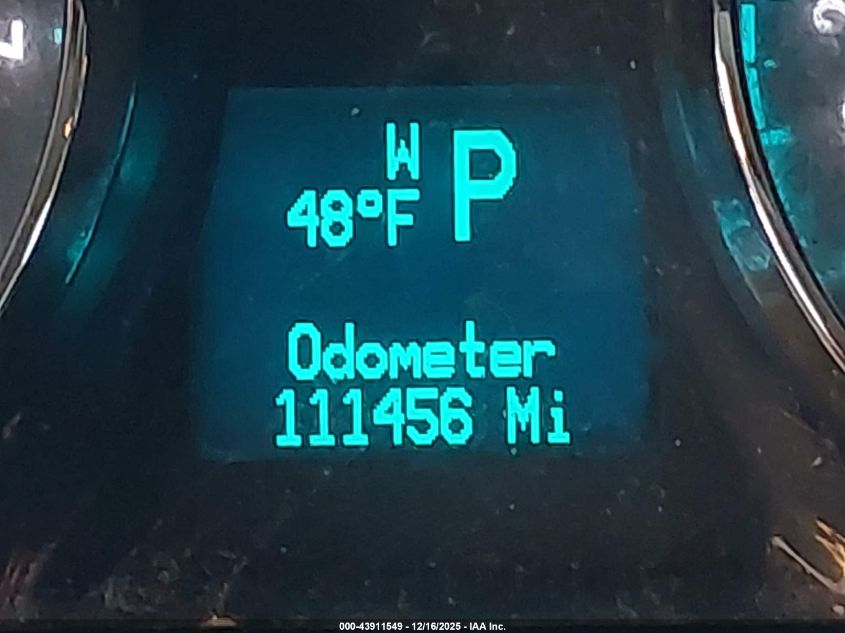 W P
48°F
Odometer
111456 Mi
000-43911549 - 12/16/2025 - IAA Inc.